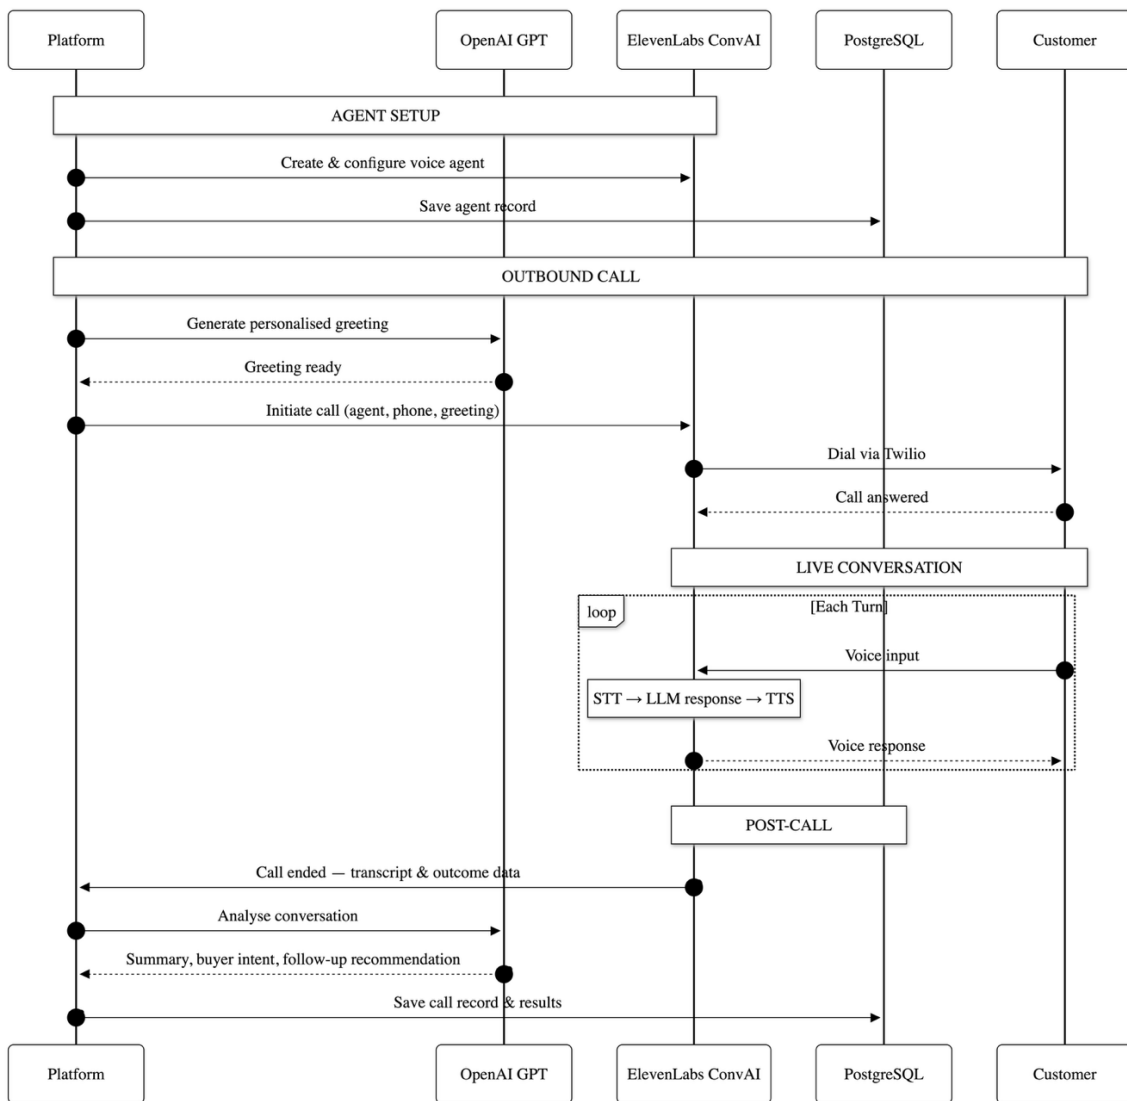 Platform
OpenAI GPT
ElevenLabs ConvAI
PostgreSQL
Customer
AGENT SETUP
Create & configure voice agent
Save agent record
OUTBOUND CALL
Generate personalised greeting
Greeting ready
Initiate call (agent, phone, greeting)
Dial via Twilio
Call answered
LIVE CONVERSATION
loop
[Each Turn]
Voice input
STT → LLM response → TTS
Voice response
POST-CALL
Call ended — transcript & outcome data
Analyse conversation
Summary, buyer intent, follow-up recommendation
Save call record & results
Platform
OpenAI GPT
ElevenLabs ConvAI
PostgreSQL
Customer